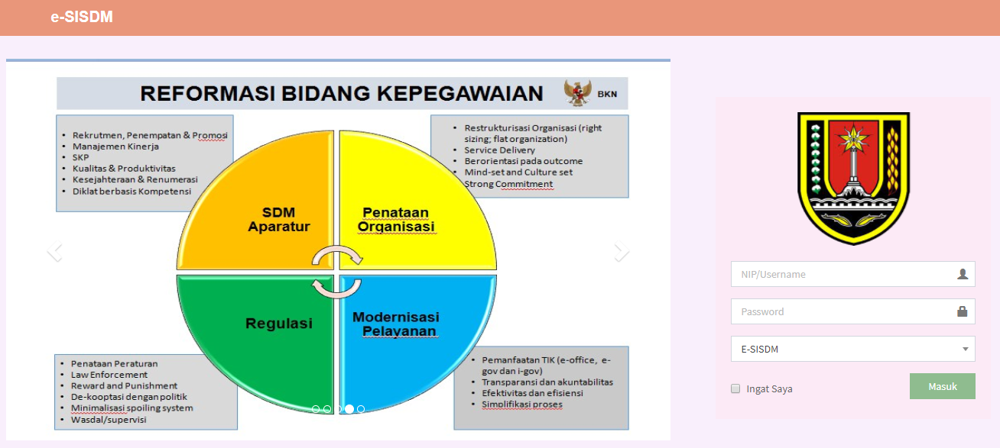 e-SISDM
REFORMASI BIDANG KEPEGAWAIAN
BKN
• Rekrutmen, Penempatan & Promosi
• Manajemen Kinerja
• SKP
• Kualitas & Produktivitas
• Kesejahteraan & Renumerasi
• Diklat berbasis Kompetensi
• Restrukturisasi Organisasi (right
sizing; flat organization)
• Service Delivery
• Berorientasi pada outcome
• Mind-set and Culture set
Strong Commitment
SDM
Aparatur
Penataan
Organisasi
Regulasi
Modernisasi
Pelayanan
• Penataan Peraturan
• Law Enforcement
• Reward and Punishment
• De-kooptasi dengan politik
• Minimalisasi spoiling system
• Wasdal/supervisi
• Pemanfaatan TIK (e-office, e-
gov dan i-gov)
• Transparansi dan akuntabilitas
• Efektivitas dan efisiensi
• Simplifikasi proses
NIP/Username
Password
E-SISDM
Ingat Saya
Masuk